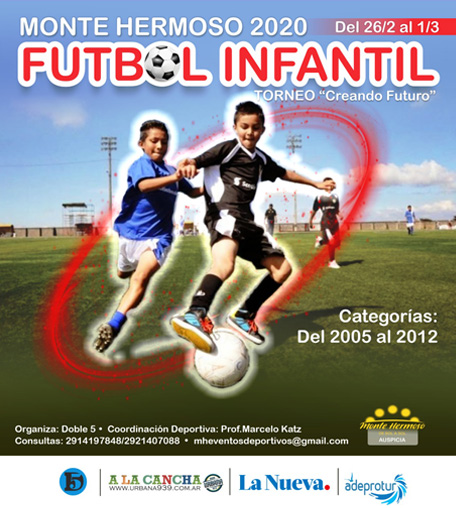 MONTE HERMOSO 2020
Del 26/2 al 1/3
FUTBOL INFANTIL
TORNEO “Creando Futuro”
Categorías:
Del 2005 al 2012
Organiza: Doble 5 • Coordinación Deportiva: Prof.Marcelo Katz
Consultas: 2914197848/2921407088 • mheventosdeportivos@gmail.com
Monte Hermoso
AUSPICIA
5
A LA CANCHA
WWW.URBANA939.COM.AR
La Nueva.
adeprotur